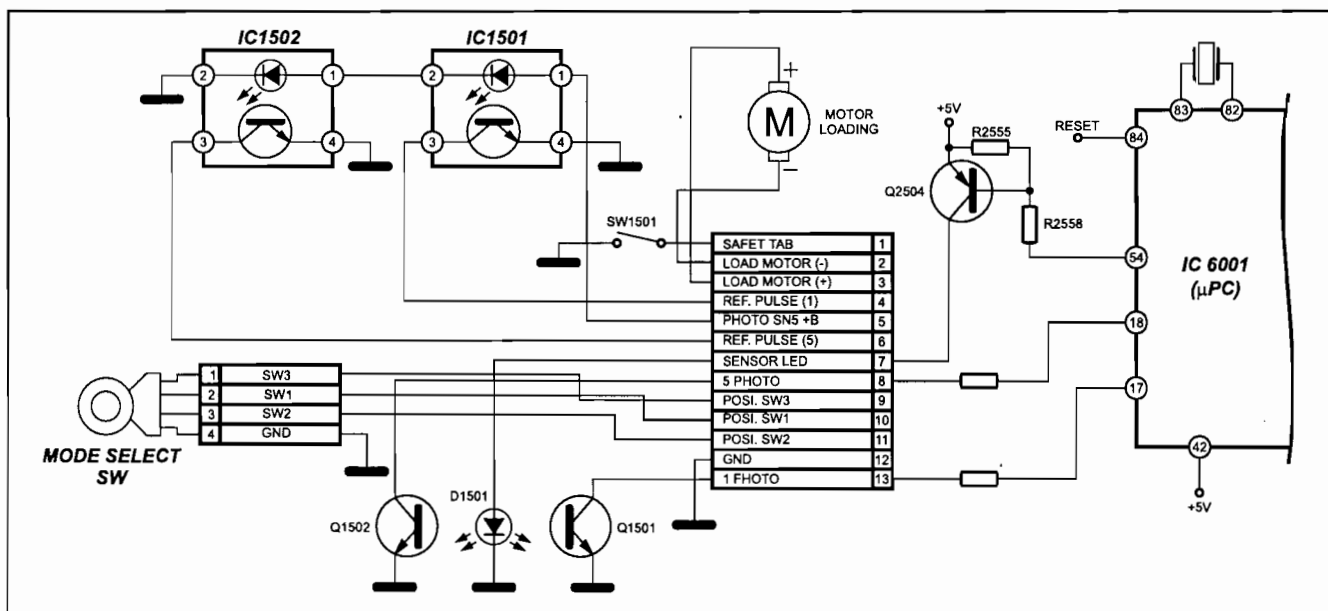 IC1502
IC1501
2
1
2
1
3
4
3
4
+
M
MOTOR
LOADING
−
+5V
R2555
Q2504
R2558
RESET
83
82
84
54
18
17
42
+5V
IC 6001
(µPC)
SW1501
SAFET TAB 1
LOAD MOTOR (-) 2
LOAD MOTOR (+) 3
REF. PULSE (1) 4
PHOTO SN5 +B 5
REF. PULSE (5) 6
SENSOR LED 7
5 PHOTO 8
POSI. SW3 9
POSI. SW1 10
POSI. SW2 11
GND 12
1 FHOTO 13
1 SW3
2 SW1
3 SW2
4 GND
MODE SELECT
SW
Q1502
D1501
Q1501